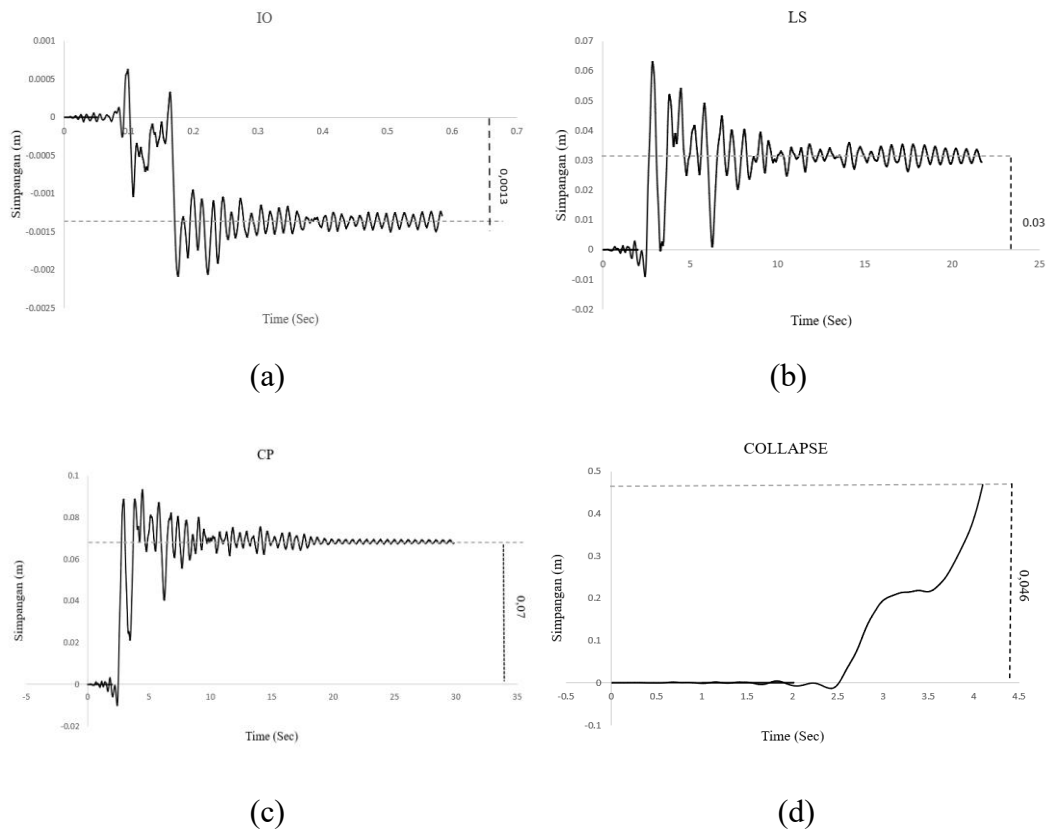 IO
0.001
0.0005
0
-0.0005
-0.001
-0.0015
-0.002
-0.0025
0 0.1 0.2 0.3 0.4 0.5 0.6 0.7
Simpangan (m)
0,0013
Time (Sec)
(a)
LS
0.07
0.06
0.05
0.04
0.03
0.02
0.01
0
-0.01
-0.02
0 5 10 15 20 25
Simpangan (m)
0.03
Time (Sec)
(b)
CP
0.1
0.08
0.06
0.04
0.02
0
-0.02
-5 0 5 10 15 20 25 30 35
Simpangan (m)
0,07
Time (Sec)
(c)
COLLAPSE
0.5
0.4
0.3
0.2
0.1
0
-0.1
-0.5 0 0.5 1 1.5 2 2.5 3 3.5 4 4.5
Simpangan (m)
0,046
Time (Sec)
(d)